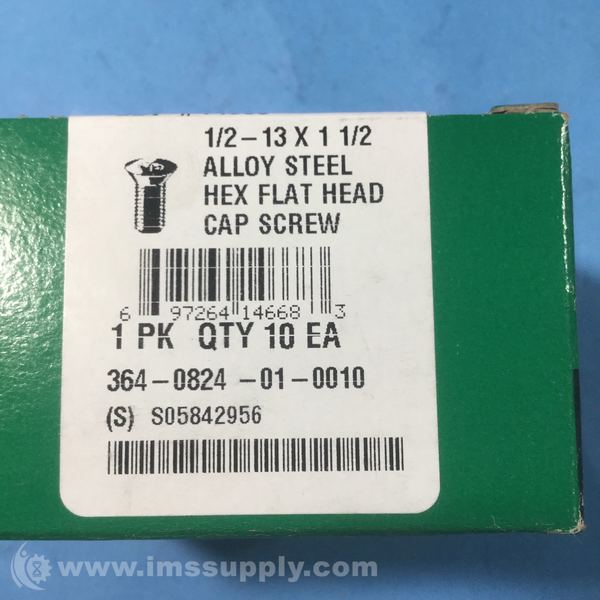 1/2-13 X 1 1/2
ALLOY STEEL
HEX FLAT HEAD
CAP SCREW
6 97264 14668 3
1 PK QTY 10 EA
364-0824 -01-0010
(S) S05842956
www.imssupply.com